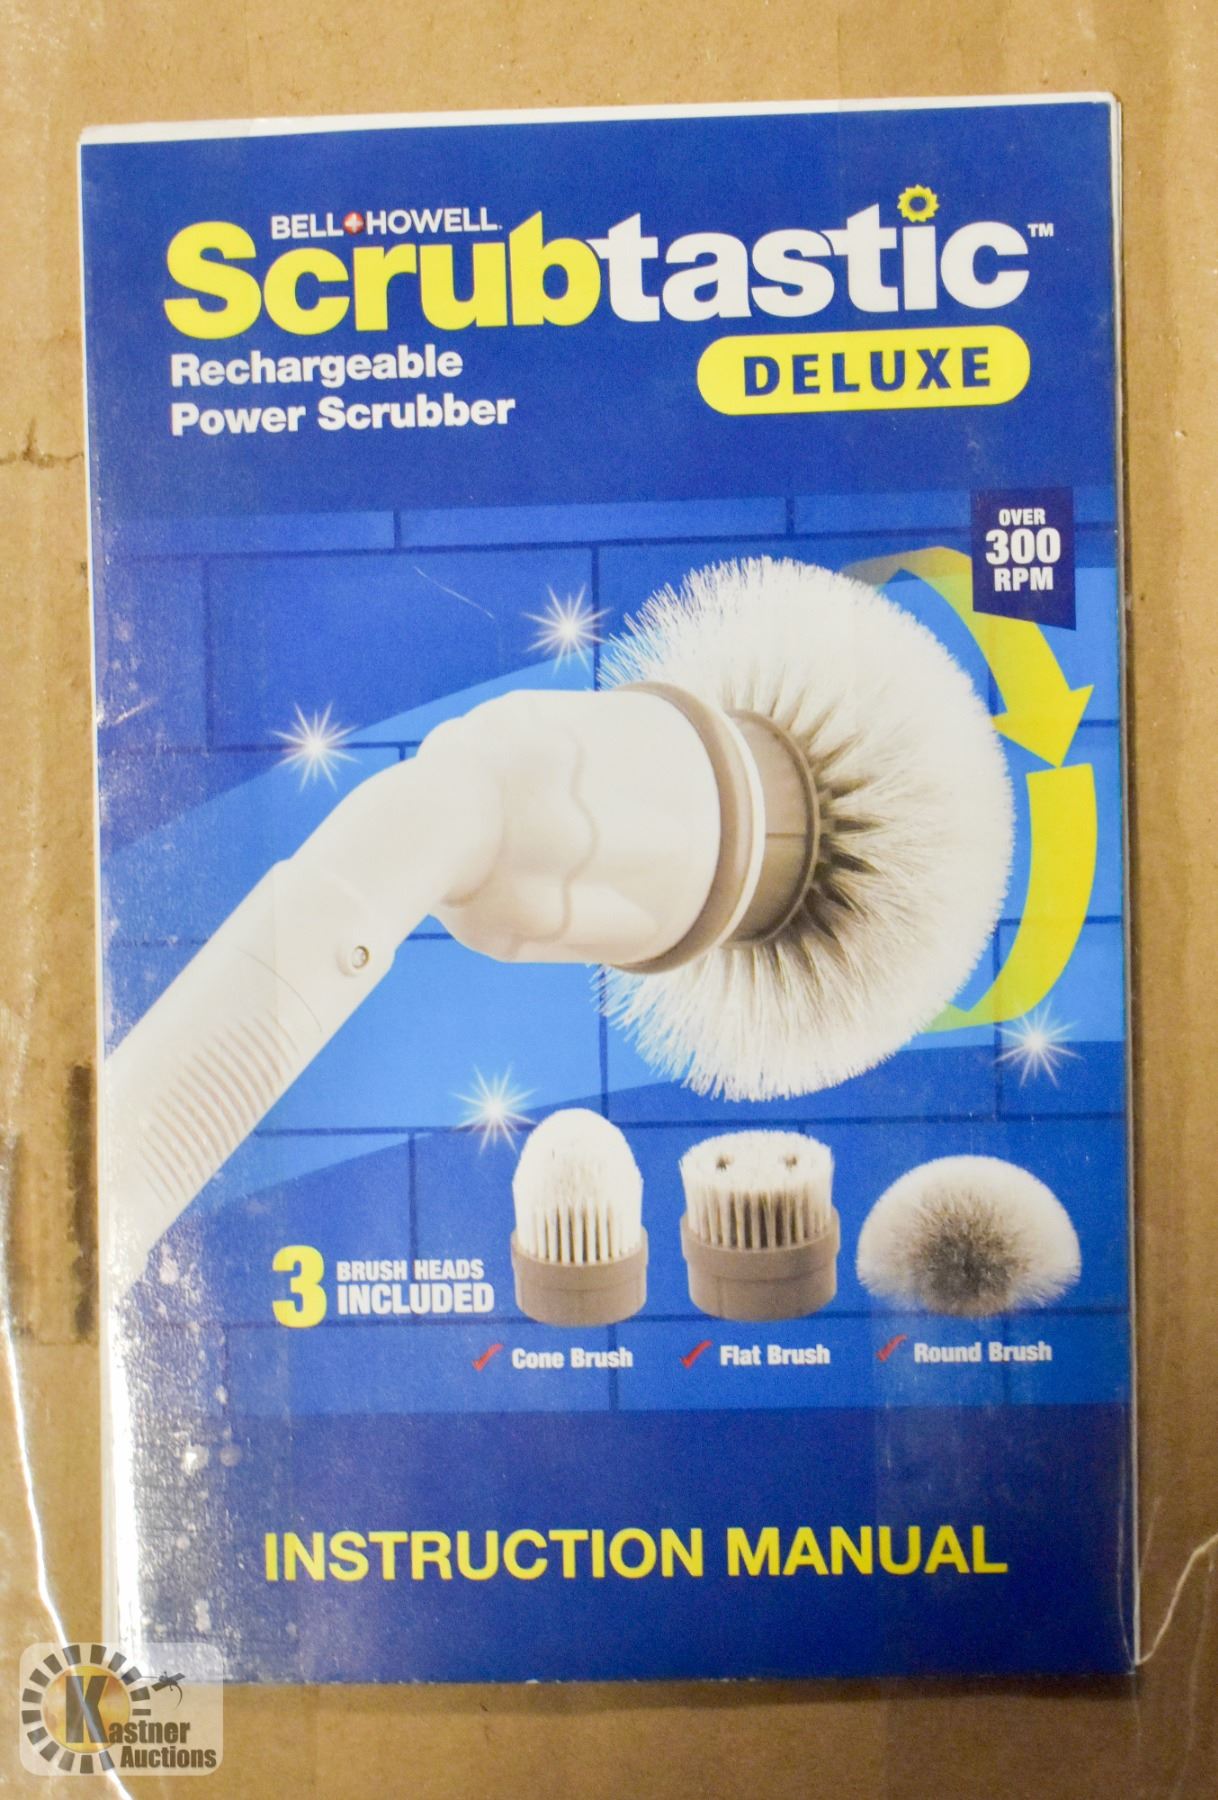 BELL+HOWELL
Scrubtastic™
Rechargeable
Power Scrubber
DELUXE
OVER
300
RPM
3 BRUSH HEADS
INCLUDED
Cone Brush
Flat Brush
Round Brush
INSTRUCTION MANUAL
Kastner
Auctions